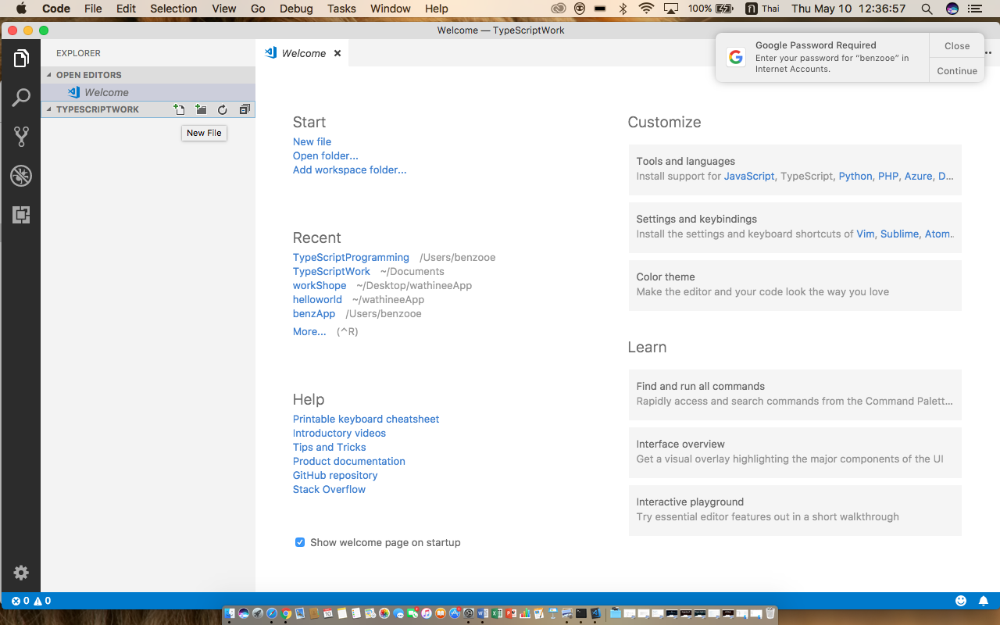 Code File Edit Selection View Go Debug Tasks Window Help 100% ก Thai Thu May 10 12:36:57
Welcome — TypeScriptWork
Google Password Required
Enter your password for “benzooe” in
Internet Accounts.
Close
Continue
EXPLORER
OPEN EDITORS
Welcome
TYPESCRIPTWORK
New File
Welcome
Start
New file
Open folder...
Add workspace folder...
Recent
TypeScriptProgramming /Users/benzooe
TypeScriptWork ~/Documents
workShope ~/Desktop/wathineeApp
helloworld ~/wathineeApp
benzApp /Users/benzooe
More... (^R)
Help
Printable keyboard cheatsheet
Introductory videos
Tips and Tricks
Product documentation
GitHub repository
Stack Overflow
Show welcome page on startup
Customize
Tools and languages
Install support for JavaScript, TypeScript, Python, PHP, Azure, D...
Settings and keybindings
Install the settings and keyboard shortcuts of Vim, Sublime, Atom.
Color theme
Make the editor and your code look the way you love
Learn
Find and run all commands
Rapidly access and search commands from the Command Palett...
Interface overview
Get a visual overlay highlighting the major components of the UI
Interactive playground
Try essential editor features out in a short walkthrough
0 0